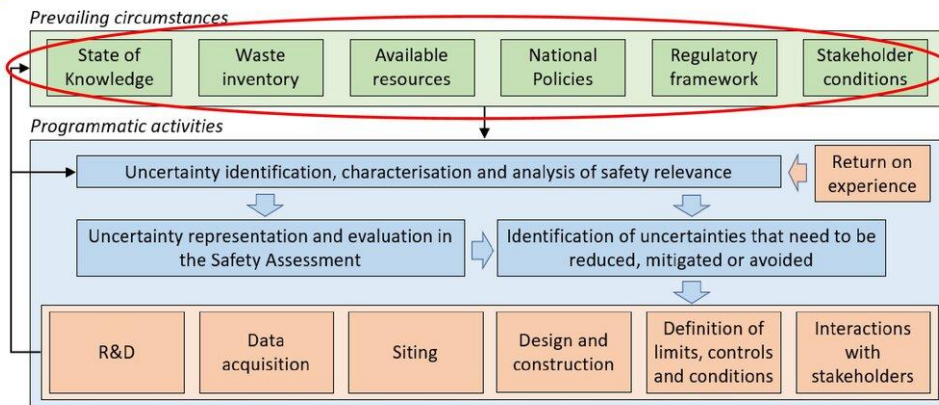 Prevailing circumstances
State of
Knowledge
Waste
inventory
Available
resources
National
Policies
Regulatory
framework
Stakeholder
conditions
Programmatic activities
Uncertainty identification, characterisation and analysis of safety relevance
Return on
experience
Uncertainty representation and evaluation in
the Safety Assessment
Identification of uncertainties that need to be
reduced, mitigated or avoided
R&D
Data
acquisition
Siting
Design and
construction
Definition of
limits, controls
and conditions
Interactions
with
stakeholders